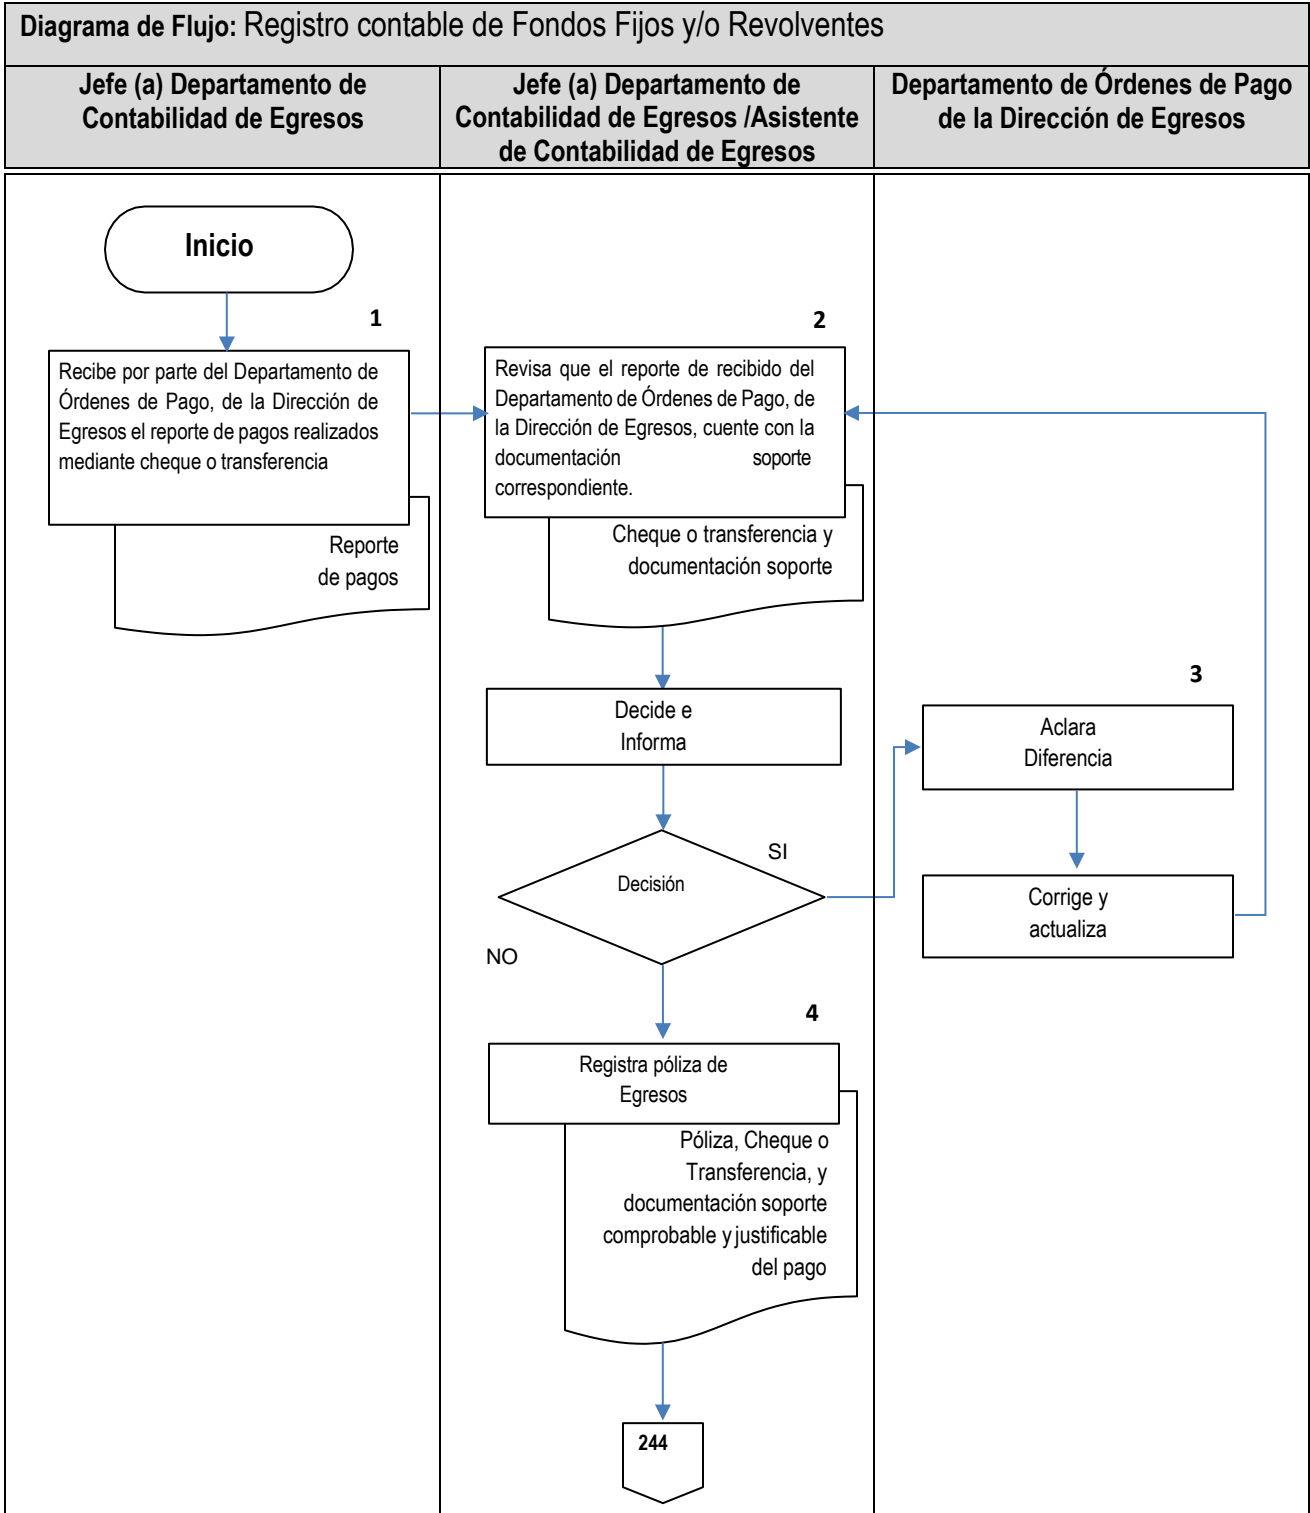 Diagrama de Flujo: Registro contable de Fondos Fijos y/o Revolventes
Jefe (a) Departamento de
Contabilidad de Egresos
Jefe (a) Departamento de
Contabilidad de Egresos /Asistente
de Contabilidad de Egresos
Departamento de Órdenes de Pago
de la Dirección de Egresos
Inicio
1
Recibe por parte del Departamento de
Órdenes de Pago, de la Dirección de
Egresos el reporte de pagos realizados
mediante cheque o transferencia
Reporte
de pagos
2
Revisa que el reporte de recibido del
Departamento de Órdenes de Pago, de
la Dirección de Egresos, cuente con la
documentación soporte
correspondiente.
Cheque o transferencia y
documentación soporte
Decide e
Informa
3
Aclara
Diferencia
Decisión
SI
NO
Corrige y
actualiza
4
Registra póliza de
Egresos
Póliza, Cheque o
Transferencia, y
documentación soporte
comprobable y justificable
del pago
244